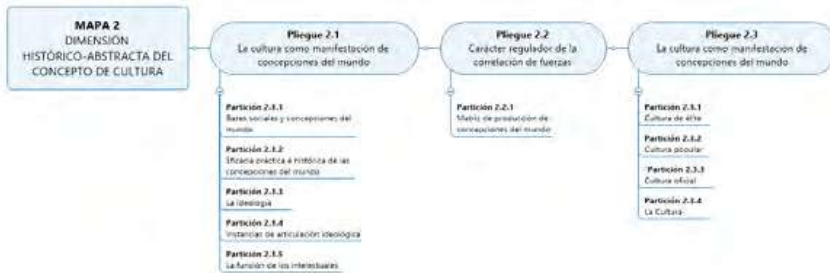 MAPA 2
DIMENSIÓN
HISTÓRICO-ABSTRACTA DEL
CONCEPTO DE CULTURA
Pliegue 2.1
La cultura como manifestación de
concepciones del mundo
Partición 2.1.1
Bases sociales y concepciones del
mundo
Partición 2.1.2
Eficacia práctica e histórica de las
concepciones del mundo
Partición 2.1.3
La ideología
Partición 2.1.4
Instancias de articulación ideológica
Partición 2.1.5
La función de los intelectuales
Pliegue 2.2
Carácter regulador de la
correlación de fuerzas
Partición 2.2.1
Matriz de producción de
concepciones del mundo
Pliegue 2.3
La cultura como manifestación de
concepciones del mundo
Partición 2.3.1
Cultura de élite
Partición 2.3.2
Cultura popular
Partición 2.3.3
Cultura oficial
Partición 2.3.4
La Cultura